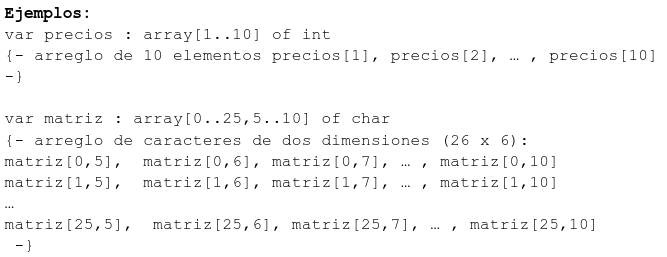 Ejemplos:
var precios : array[1..10] of int
{- arreglo de 10 elementos precios[1], precios[2], … , precios[10]
-}
var matriz : array[0..25,5..10] of char
{- arreglo de caracteres de dos dimensiones (26 x 6):
matriz[0,5],  matriz[0,6], matriz[0,7], … , matriz[0,10]
matriz[1,5],  matriz[1,6], matriz[1,7], … , matriz[1,10]
…
matriz[25,5],  matriz[25,6], matriz[25,7], … , matriz[25,10]
-}